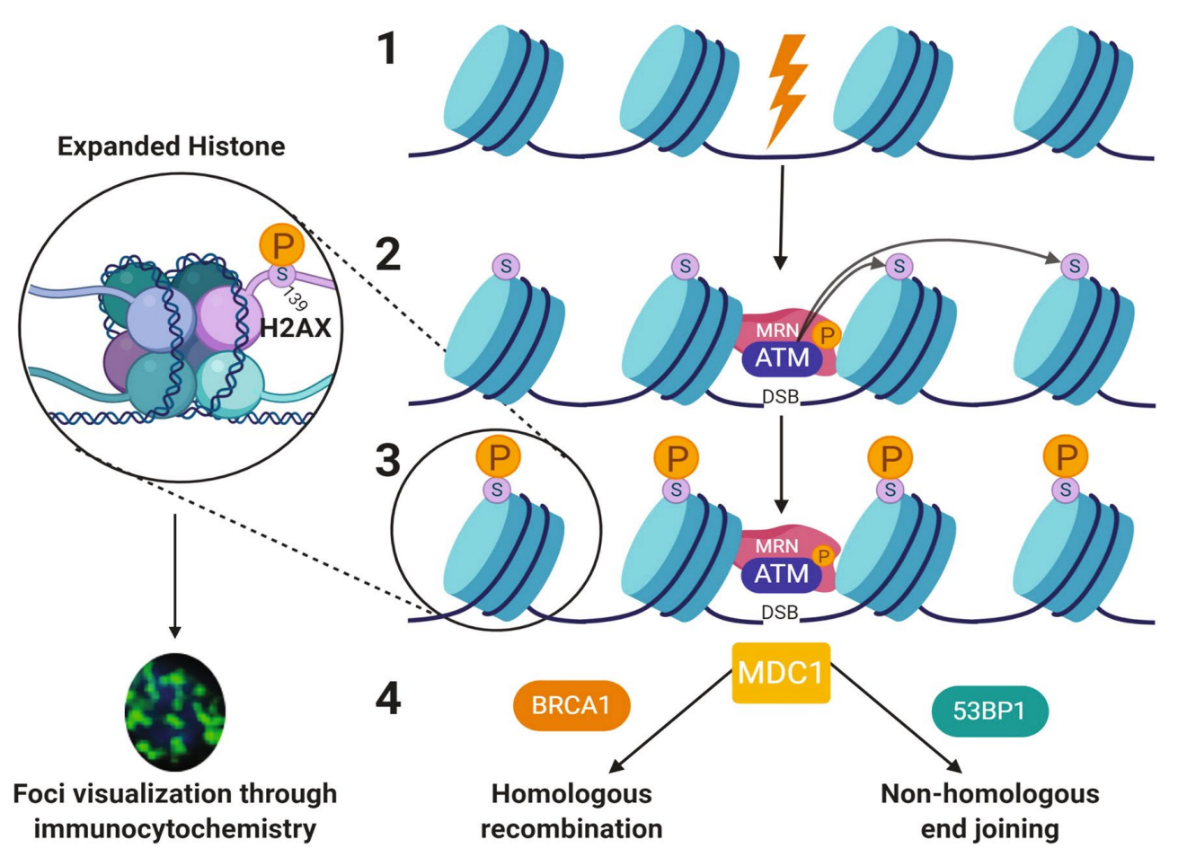 1
Expanded Histone
P
S
139
H2AX
2
S
S
S
S
MRN
P
ATM
DSB
3
P
P
P
P
S
S
S
S
MRN
P
ATM
DSB
4
MDC1
BRCA1
53BP1
Foci visualization through
immunocytochemistry
Homologous
recombination
Non-homologous
end joining